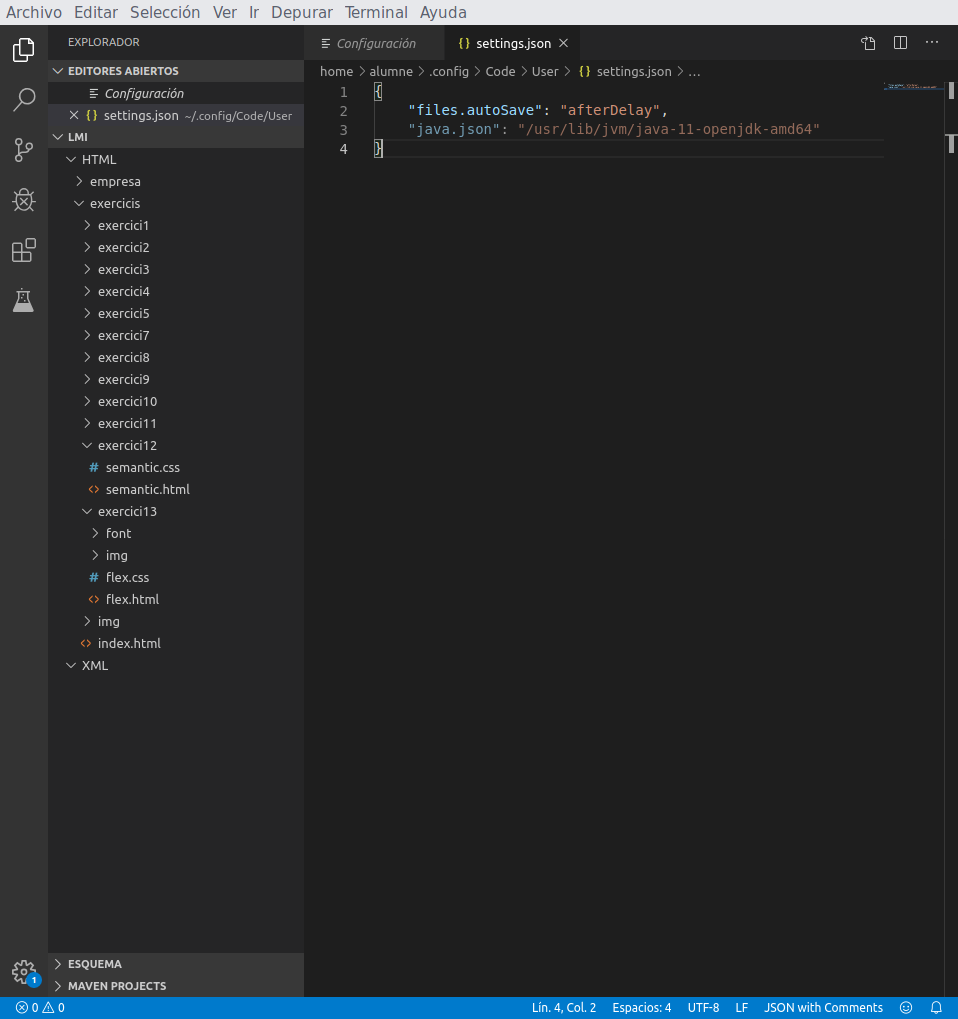 Archivo Editar Selección Ver Ir Depurar Terminal Ayuda
EXPLORADOR
EDITORES ABIERTOS
Configuración
settings.json ~/.config/Code/User
LMI
HTML
empresa
exercicis
exercici1
exercici2
exercici3
exercici4
exercici5
exercici7
exercici8
exercici9
exercici10
exercici11
exercici12
# semantic.css
<> semantic.html
exercici13
font
img
# flex.css
<> flex.html
img
<> index.html
XML
ESQUEMA
MAVEN PROJECTS
Configuración {} settings.json
home > alumne > .config > Code > User > {} settings.json > ...
1 {
2 "files.autoSave": "afterDelay",
3 "java.json": "/usr/lib/jvm/java-11-openjdk-amd64"
4 }
1
0 0 Lín. 4, Col. 2 Espacios: 4 UTF-8 LF JSON with Comments